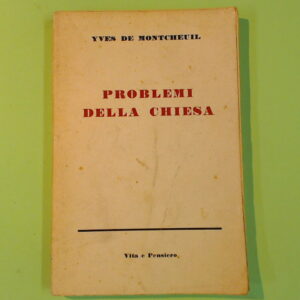 YVES DE MONTCHEUIL
PROBLEMI
DELLA CHIESA
Vita e Pensiero